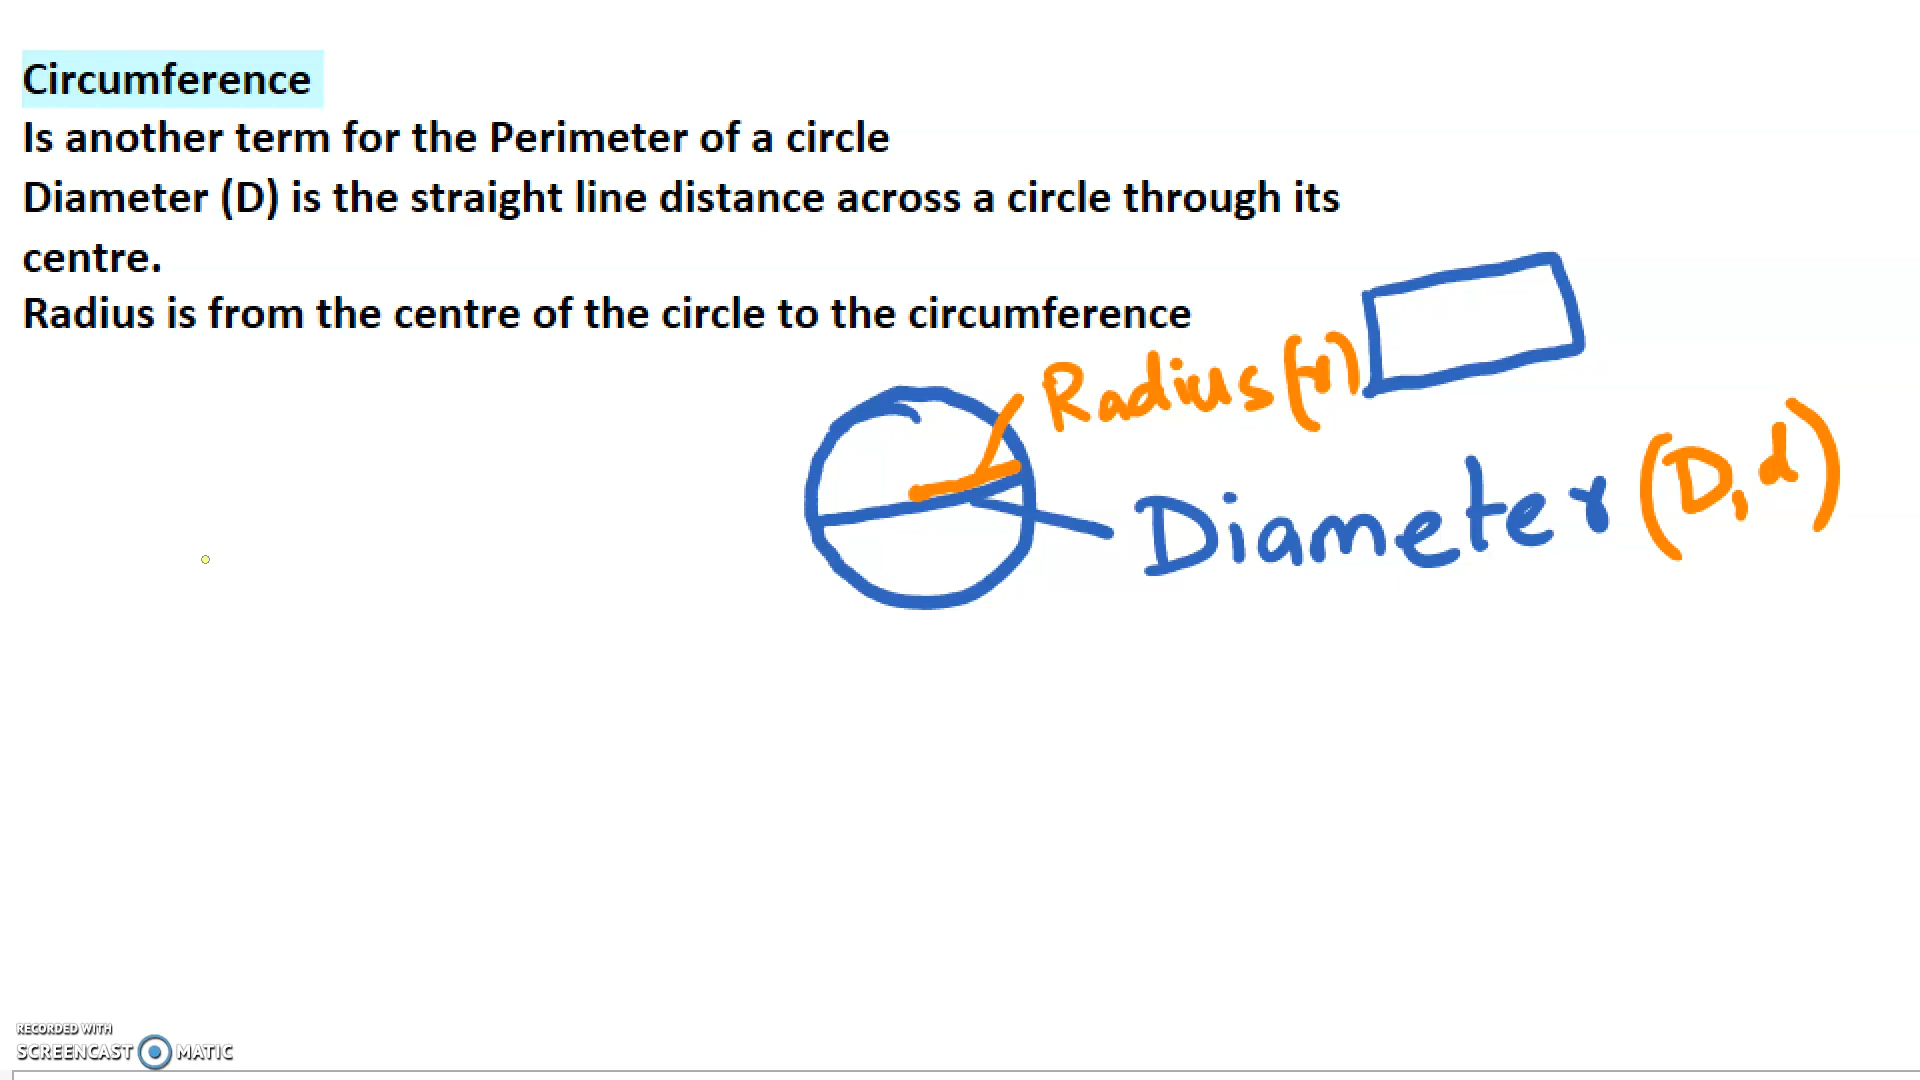 Circumference
Is another term for the Perimeter of a circle
Diameter (D) is the straight line distance across a circle through its
centre.
Radius is from the centre of the circle to the circumference
Radius (r)
Diameter (D, d)
RECORDED WITH
SCREENCAST MATIC